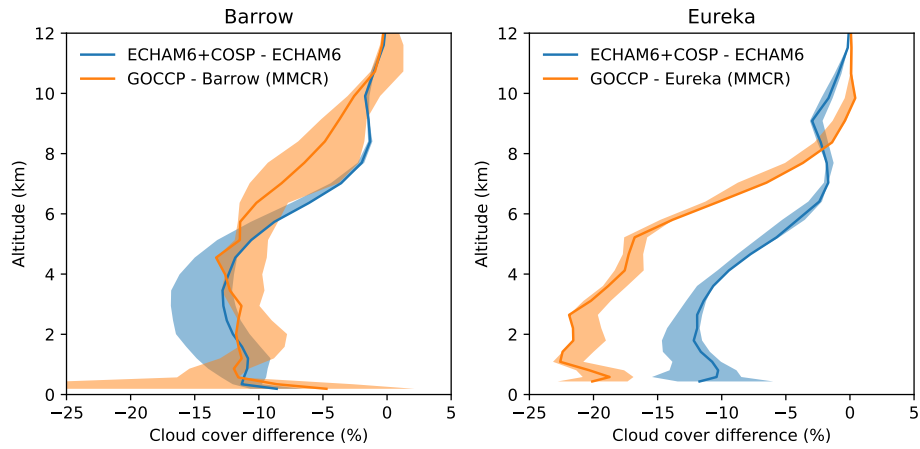 Barrow
ECHAM6+COSP - ECHAM6
GOCCP - Barrow (MMCR)
12
10
8
6
4
2
0
Altitude (km)
−25 −20 −15 −10 −5 0 5
Cloud cover difference (%)
Eureka
ECHAM6+COSP - ECHAM6
GOCCP - Eureka (MMCR)
12
10
8
6
4
2
0
Altitude (km)
−25 −20 −15 −10 −5 0 5
Cloud cover difference (%)